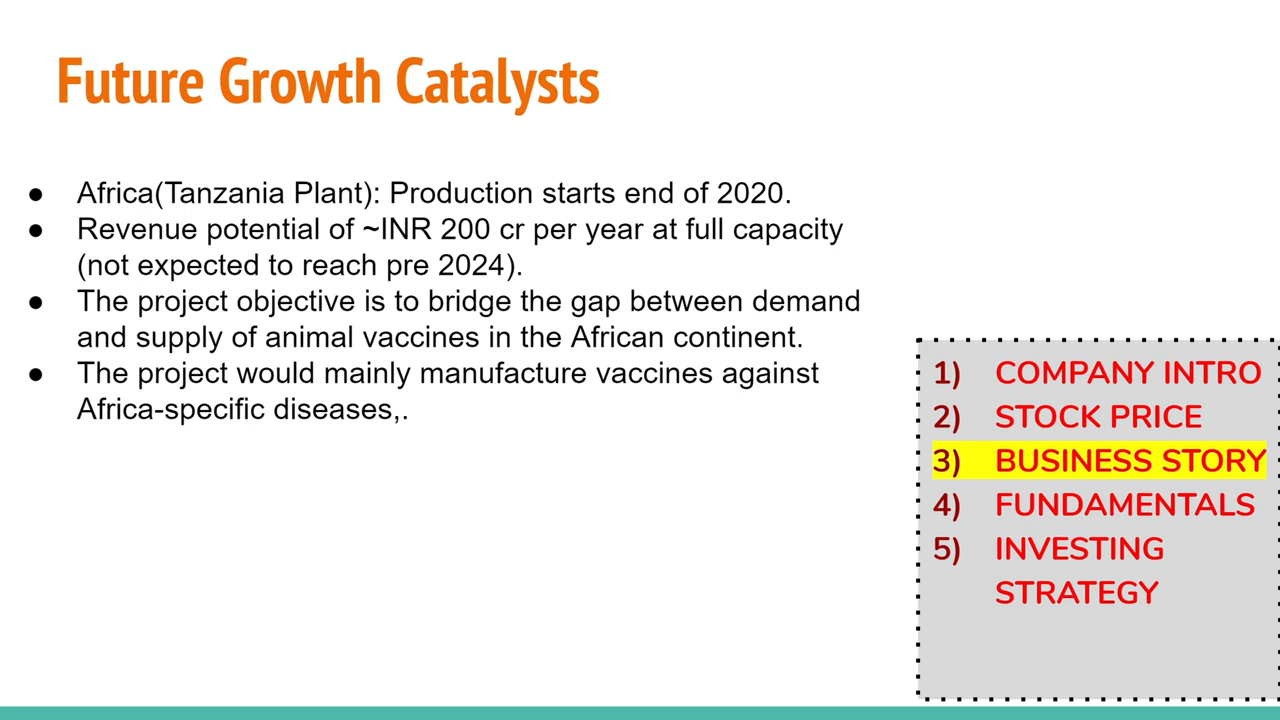 Future Growth Catalysts
● Africa(Tanzania Plant): Production starts end of 2020.
● Revenue potential of ~INR 200 cr per year at full capacity
(not expected to reach pre 2024).
● The project objective is to bridge the gap between demand
and supply of animal vaccines in the African continent.
● The project would mainly manufacture vaccines against
Africa-specific diseases,.
1) COMPANY INTRO
2) STOCK PRICE
3) BUSINESS STORY
4) FUNDAMENTALS
5) INVESTING
STRATEGY